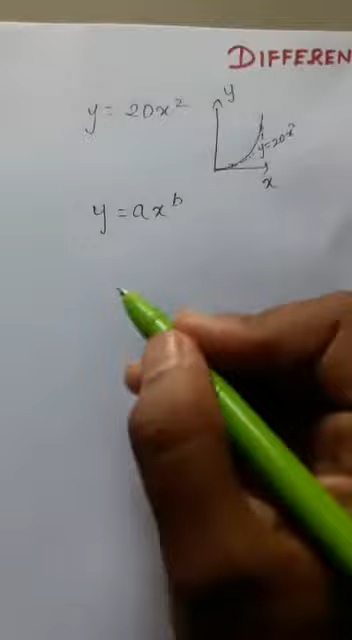 DIFFEREN
y = 20x²
y
y=20x²
x
y = ax^b